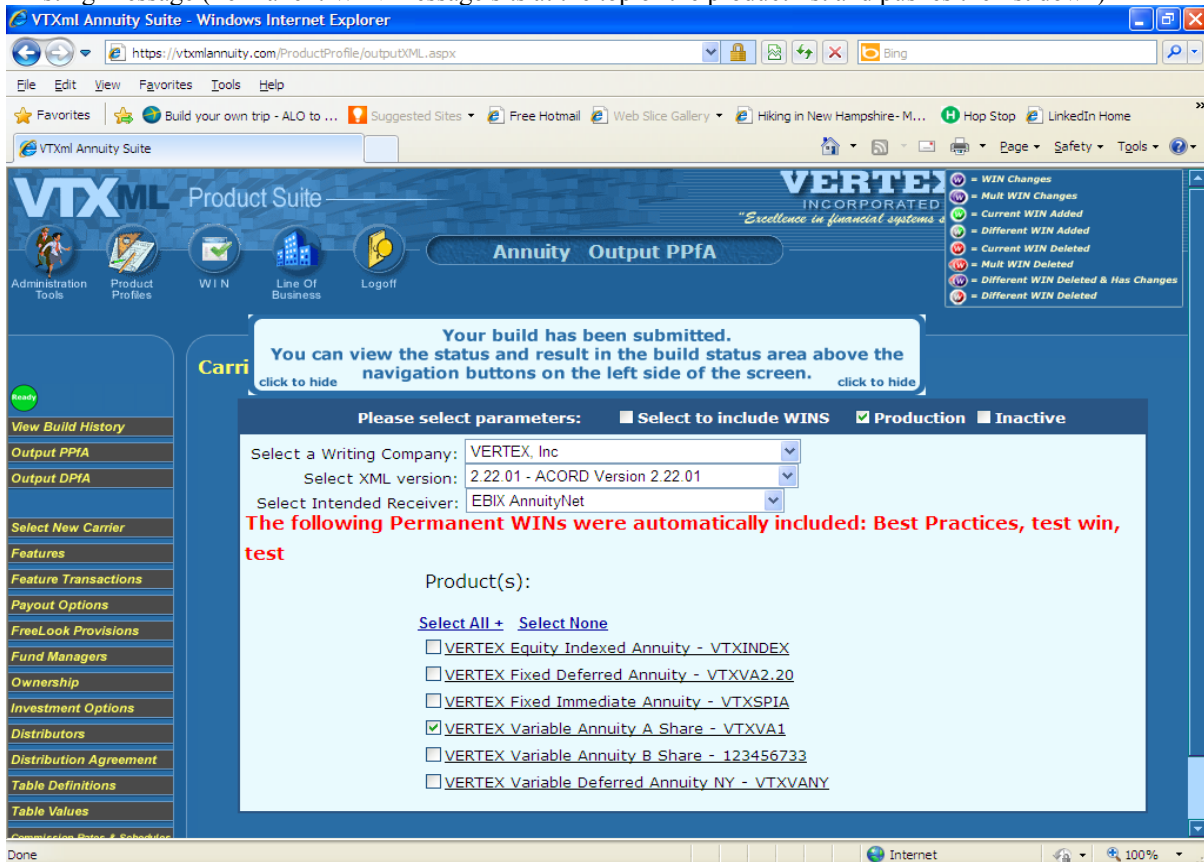 VTXml Annuity Suite - Windows Internet Explorer
https://vtxmlannuity.com/ProductProfile/outputXML.aspx
Bing
File Edit View Favorites Tools Help
Favorites Build your own trip - ALO to ... Suggested Sites Free Hotmail Web Slice Gallery Hiking in New Hampshire- M... Hop Stop LinkedIn Home
VTXml Annuity Suite
Page Safety Tools
VTXML Product Suite
VERTEX
INCORPORATED
"Excellence in financial systems
W = WIN Changes
W = Mult WIN Changes
W = Current WIN Added
W = Different WIN Added
W = Current WIN Deleted
W = Mult WIN Deleted
W = Different WIN Deleted & Has Changes
W = Different WIN Deleted
Annuity Output PPfA
Administration Tools
Product Profiles
WIN
Line Of Business
Logoff
Your build has been submitted.
You can view the status and result in the build status area above the
navigation buttons on the left side of the screen.
click to hide click to hide
Carri
Ready
View Build History
Output PPfA
Output DPfA
Select New Carrier
Features
Feature Transactions
Payout Options
FreeLook Provisions
Fund Managers
Ownership
Investment Options
Distributors
Distribution Agreement
Table Definitions
Table Values
Commission Rates & Schedules
Please select parameters: Select to include WINS Production Inactive
Select a Writing Company: VERTEX, Inc
Select XML version: 2.22.01 - ACORD Version 2.22.01
Select Intended Receiver: EBIX AnnuityNet
The following Permanent WINs were automatically included: Best Practices, test win,
test
Product(s):
Select All + Select None
VERTEX Equity Indexed Annuity - VTXINDEX
VERTEX Fixed Deferred Annuity - VTXVA2.20
VERTEX Fixed Immediate Annuity - VTXSPIA
VERTEX Variable Annuity A Share - VTXVA1
VERTEX Variable Annuity B Share - 123456733
VERTEX Variable Deferred Annuity NY - VTXVANY
Done
Internet
100%